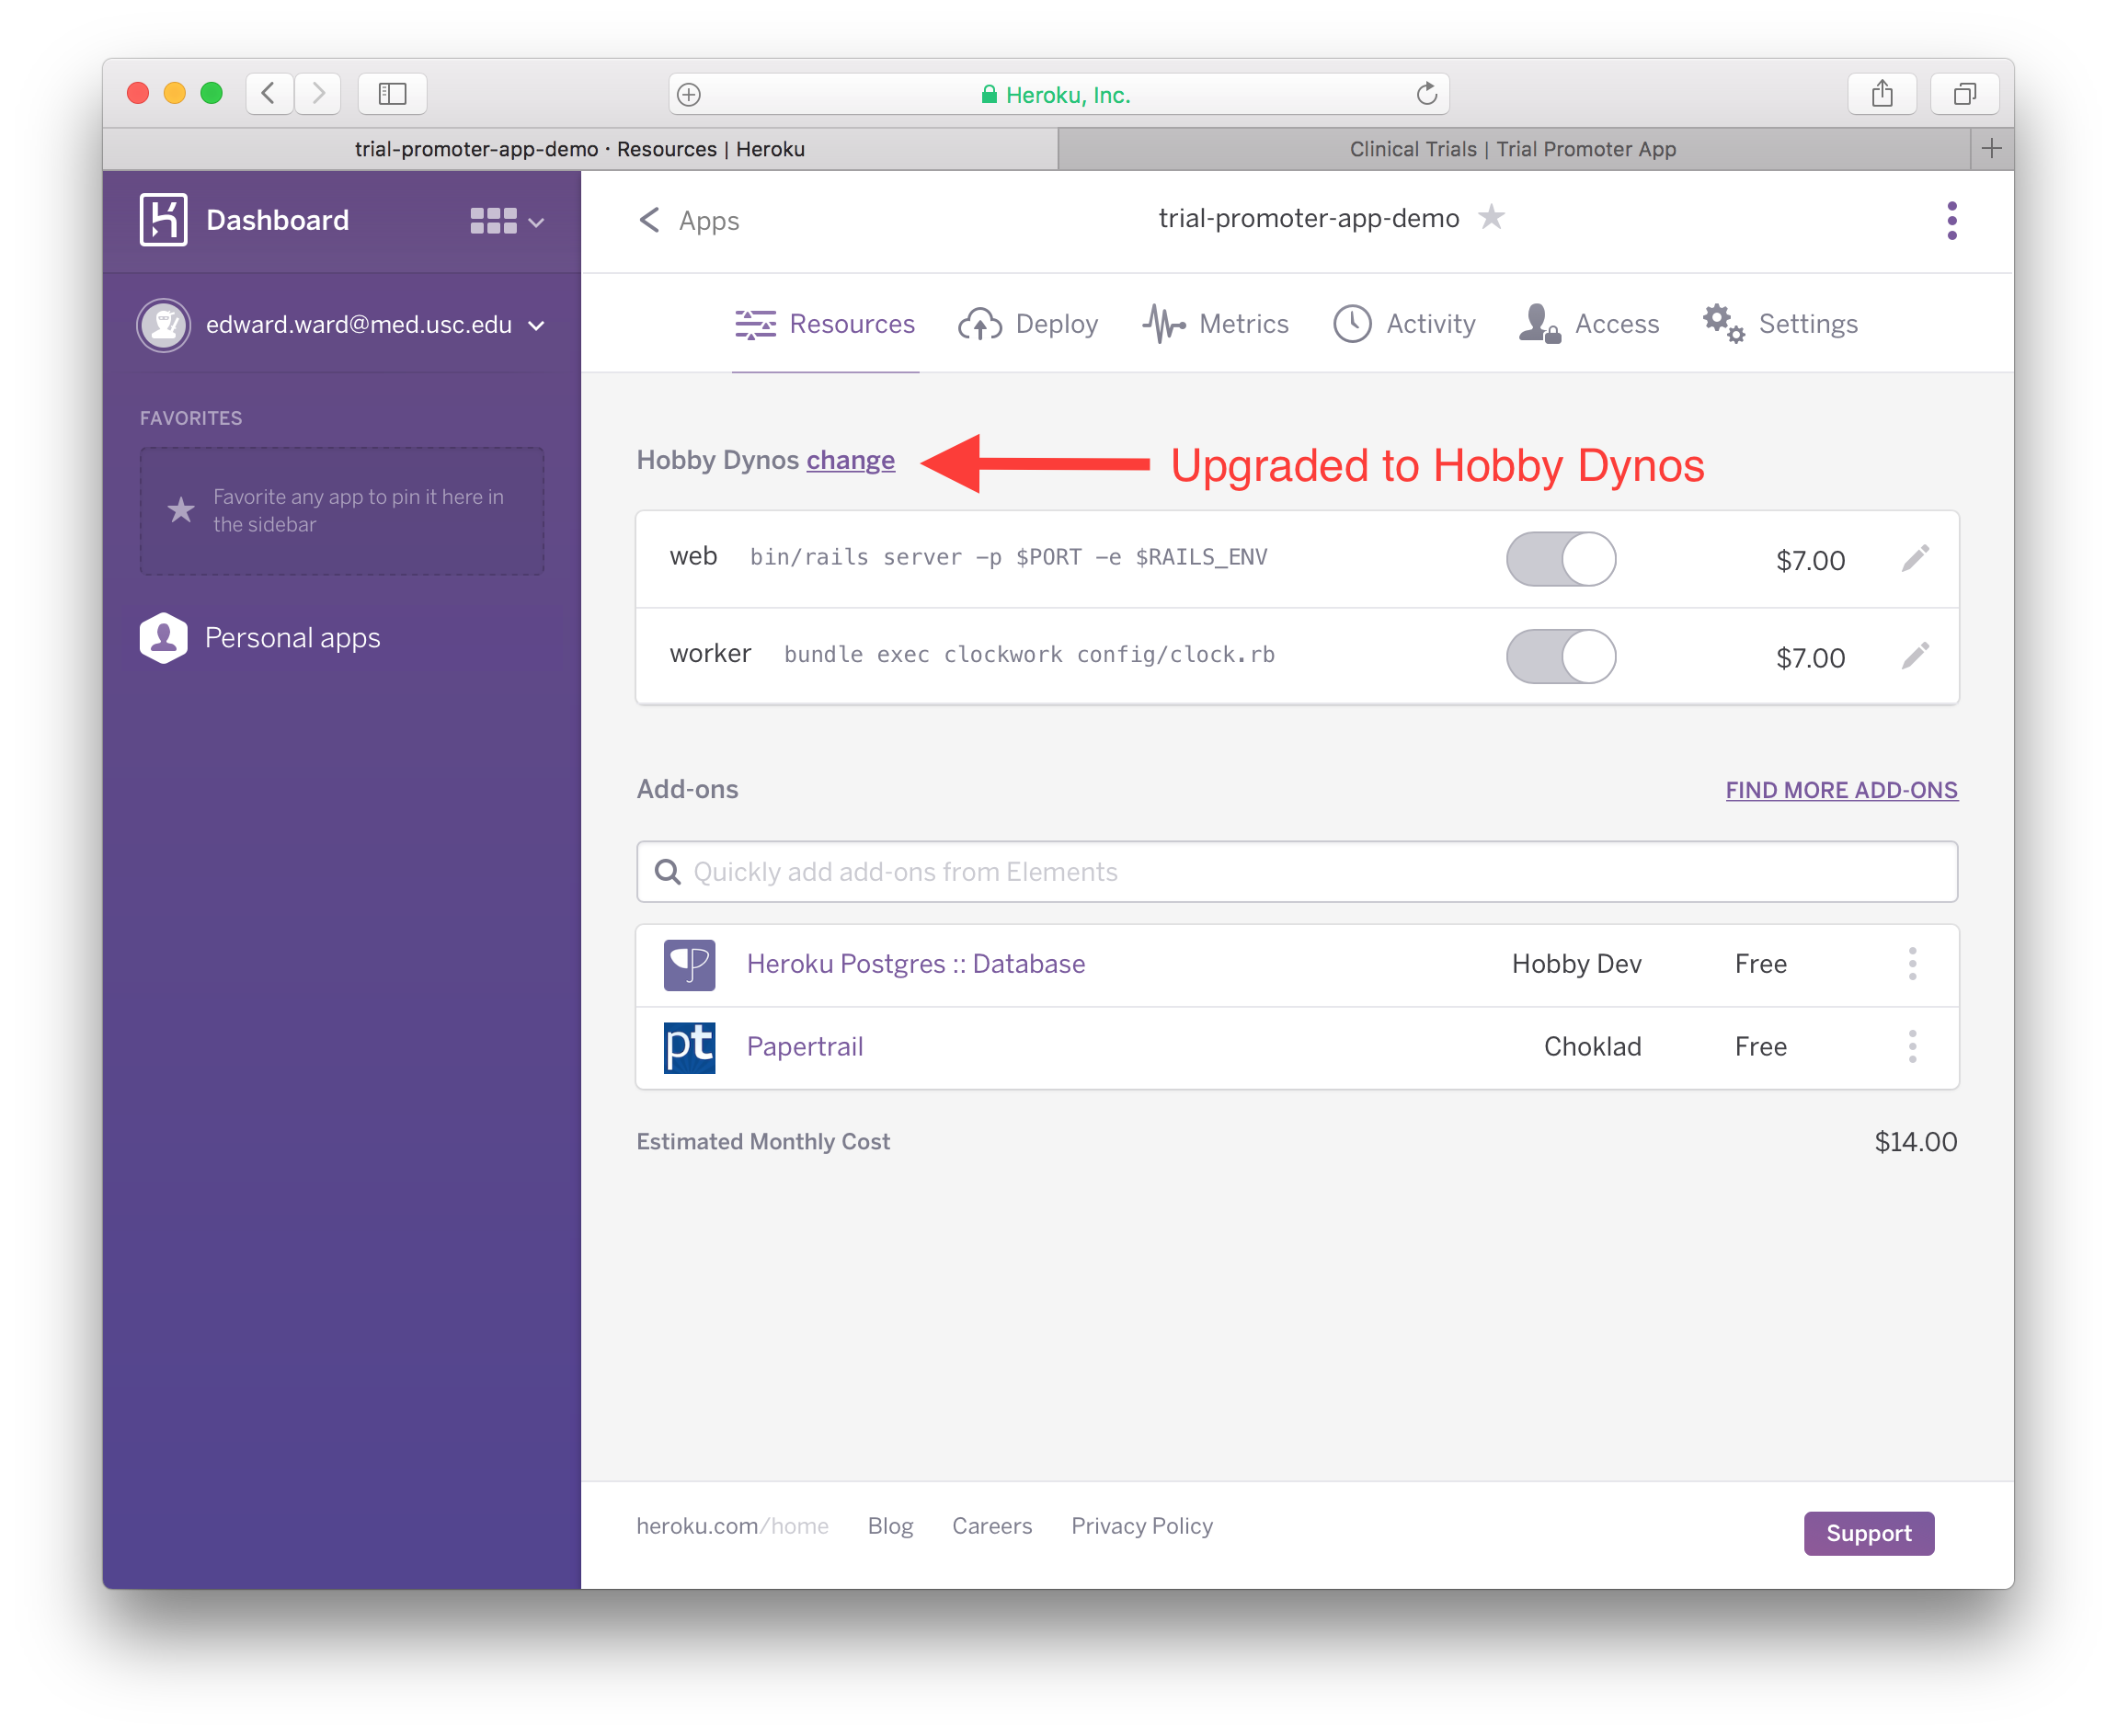 Heroku, Inc.
trial-promoter-app-demo · Resources | Heroku
Clinical Trials | Trial Promoter App
Dashboard
Apps
trial-promoter-app-demo
edward.ward@med.usc.edu
Resources
Deploy
Metrics
Activity
Access
Settings
FAVORITES
Favorite any app to pin it here in
the sidebar
Personal apps
Hobby Dynos change
Upgraded to Hobby Dynos
web bin/rails server -p $PORT -e $RAILS_ENV $7.00
worker bundle exec clockwork config/clock.rb $7.00
Add-ons
FIND MORE ADD-ONS
Quickly add add-ons from Elements
Heroku Postgres :: Database Hobby Dev Free
pt Papertrail Choklad Free
Estimated Monthly Cost $14.00
heroku.com/home Blog Careers Privacy Policy
Support